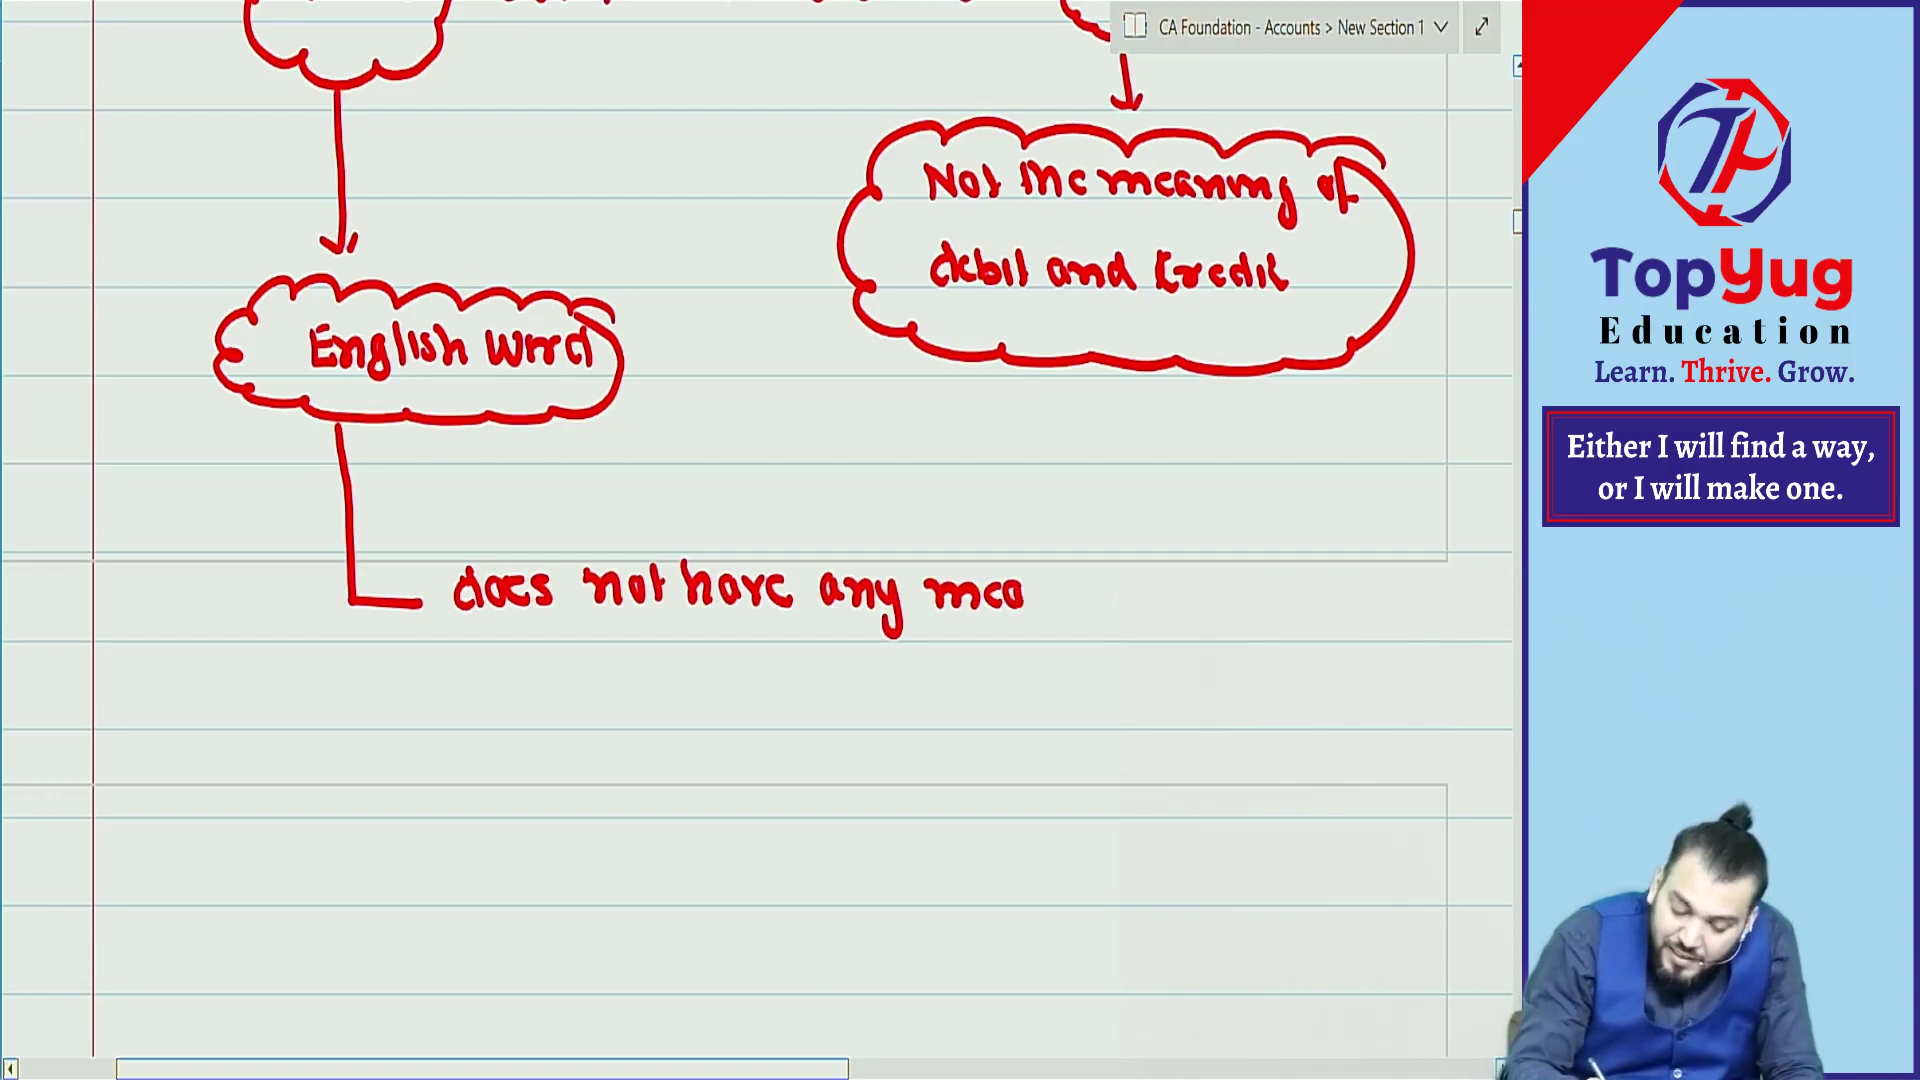 CA Foundation - Accounts > New Section 1
Not the meaning of
debit and Credit
English Word
does not have any mea
TopYug
Education
Learn. Thrive. Grow.
Either I will find a way,
or I will make one.